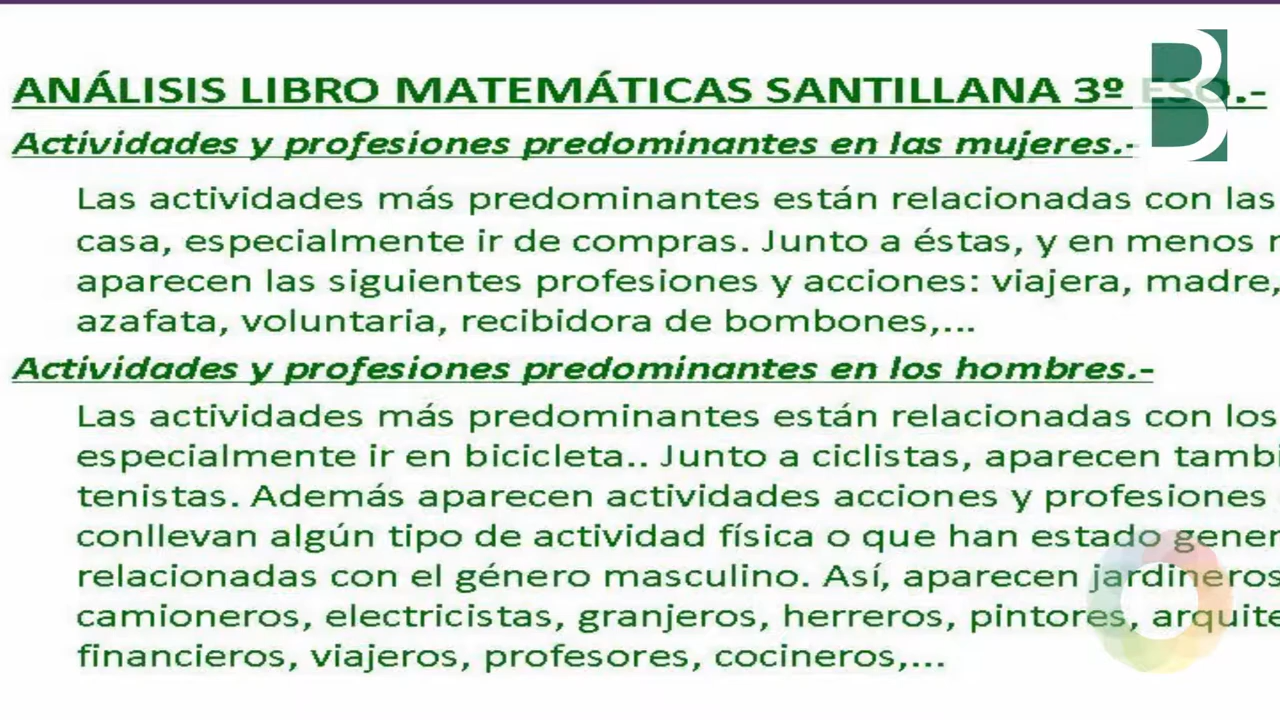 ANÁLISIS LIBRO MATEMÁTICAS SANTILLANA 3º ESO.-
Actividades y profesiones predominantes en las mujeres.-
Las actividades más predominantes están relacionadas con las
casa, especialmente ir de compras. Junto a éstas, y en menos
aparecen las siguientes profesiones y acciones: viajera, madre,
azafata, voluntaria, recibidora de bombones,...
Actividades y profesiones predominantes en los hombres.-
Las actividades más predominantes están relacionadas con los
especialmente ir en bicicleta.. Junto a ciclistas, aparecen
tenistas. Además aparecen actividades acciones y profesiones
conllevan algún tipo de actividad física o que han estado
relacionadas con el género masculino. Así, aparecen jardineros
camioneros, electricistas, granjeros, herreros, pintores,
financieros, viajeros, profesores, cocineros,...
B